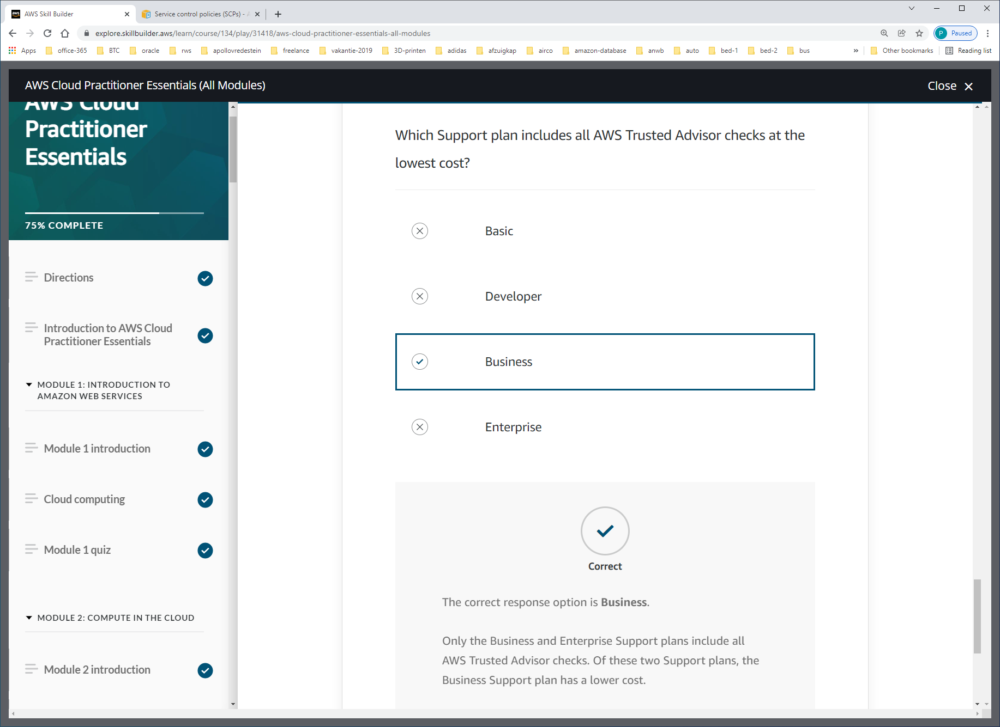 aws
AWS Skill Builder
Service control policies (SCPs) - A
explore.skillbuilder.aws/learn/course/134/play/31418/aws-cloud-practitioner-essentials-all-modules
P Paused
Apps office-365 BTC oracle rws apollovredestein freelance vakantie-2019 3D-printen adidas afzuigkap airco amazon-database anwb auto bed-1 bed-2 bus » Other bookmarks Reading list
AWS Cloud Practitioner Essentials (All Modules)
Close
AWS Cloud
Practitioner
Essentials
75% COMPLETE
Directions
Introduction to AWS Cloud
Practitioner Essentials
MODULE 1: INTRODUCTION TO
AMAZON WEB SERVICES
Module 1 introduction
Cloud computing
Module 1 quiz
MODULE 2: COMPUTE IN THE CLOUD
Module 2 introduction
Which Support plan includes all AWS Trusted Advisor checks at the
lowest cost?
Basic
Developer
Business
Enterprise
Correct
The correct response option is Business.
Only the Business and Enterprise Support plans include all
AWS Trusted Advisor checks. Of these two Support plans, the
Business Support plan has a lower cost.